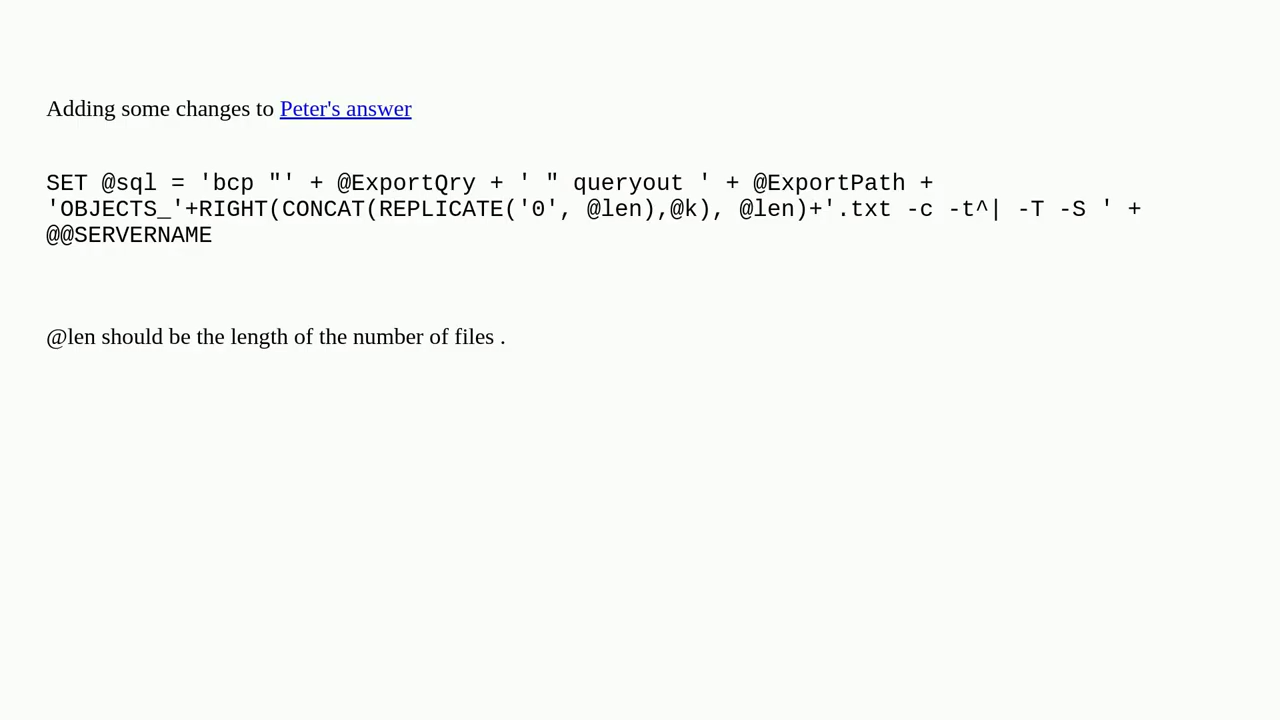 Adding some changes to Peter's answer
SET @sql = 'bcp "' + @ExportQry + ' " queryout ' + @ExportPath +
'OBJECTS_'+RIGHT(CONCAT(REPLICATE('0', @len),@k), @len)+'.txt -c -t^| -T -S ' +
@@SERVERNAME
@len should be the length of the number of files .